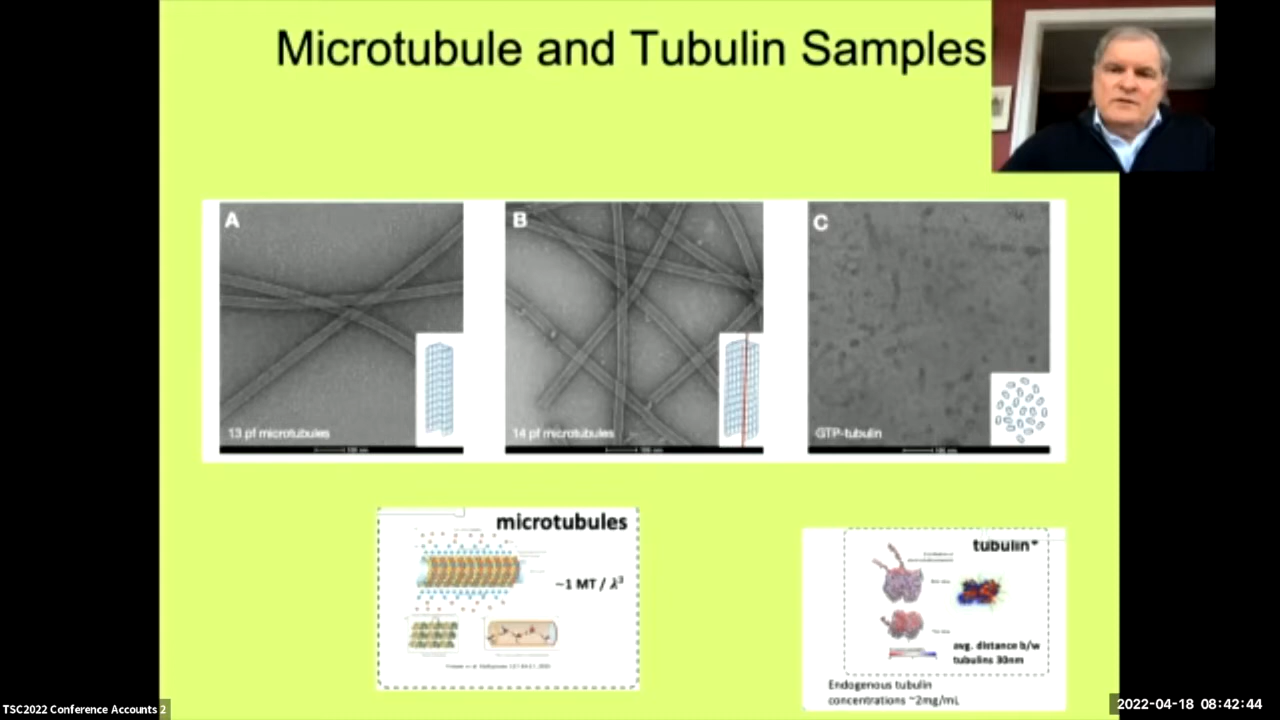 Microtubule and Tubulin Samples
A
B
C
13 pf microtubules
14 pf microtubules
GTP-tubulin
microtubules
~1 MT / λ³
tubulin*
avg. distance b/w
tubulins 30nm
Endogenous tubulin
concentrations ~2mg/mL
TSC2022 Conference Accounts 2
2022-04-18 08:42:44